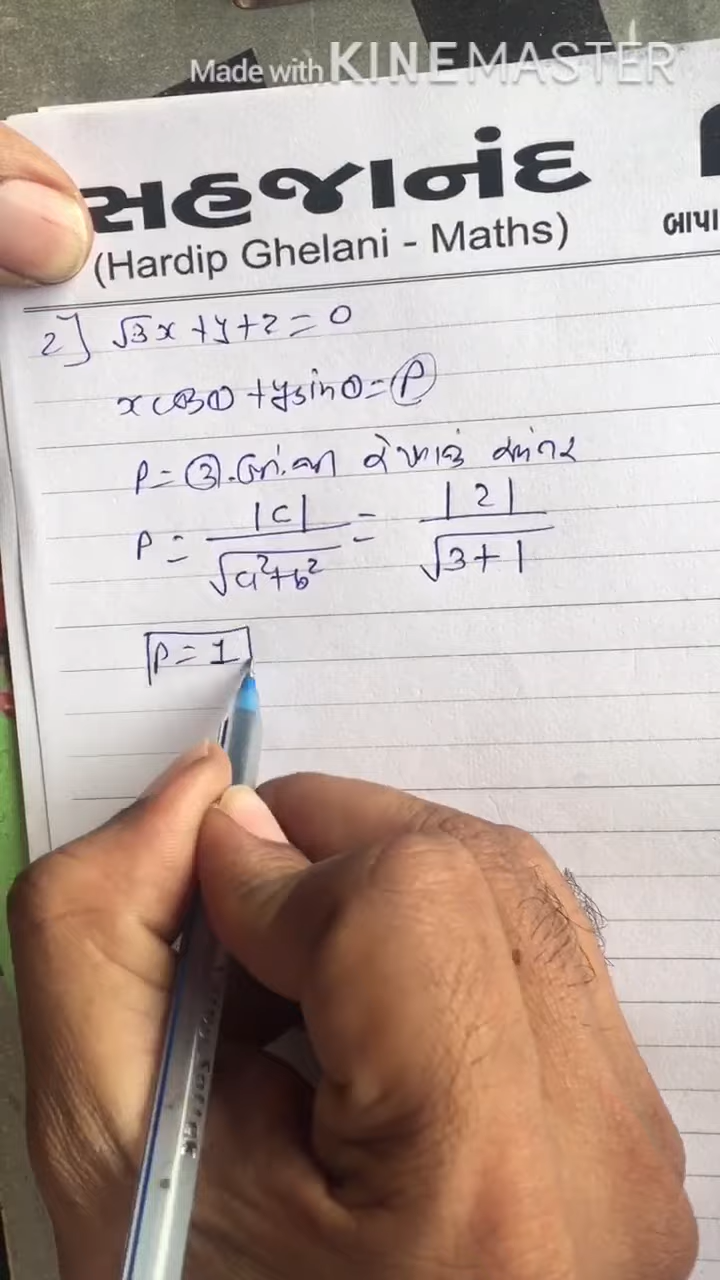 Made with KINEMASTER
સહજાનંદ
(Hardip Ghelani - Maths)
બાપા
2] √3x + y + 2 = 0
x cosθ + y sinθ = P
P = અંતર
P = |c| / √a²+b² = |2| / √3+1
P = 1